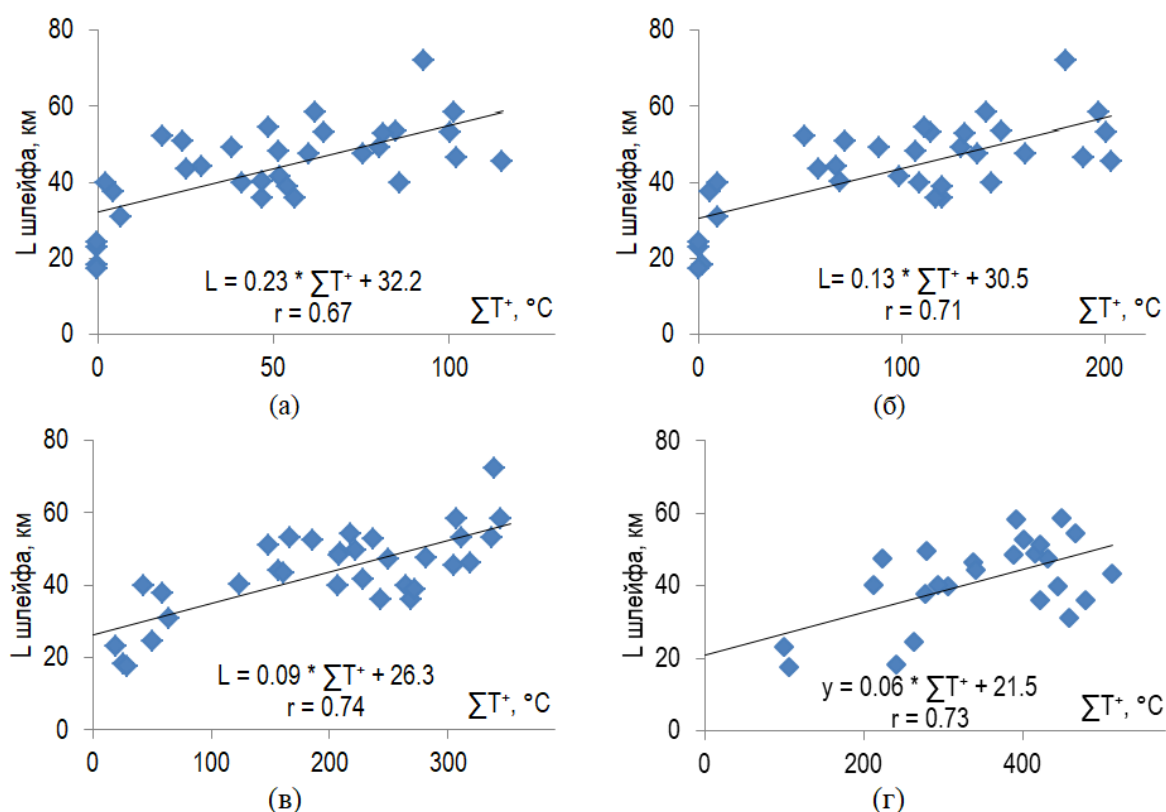 80
60
40
20
0
L шлейфа, км
L = 0.23 * ∑T⁺ + 32.2
r = 0.67
∑T⁺, °C
0 50 100
(а)
80
60
40
20
0
L шлейфа, км
L= 0.13 * ∑T⁺ + 30.5
r = 0.71
∑T⁺, °C
0 100 200
(б)
80
60
40
20
0
L шлейфа, км
L = 0.09 * ∑T⁺ + 26.3
r = 0.74
∑T⁺, °C
0 100 200 300
(в)
80
60
40
20
0
L шлейфа, км
y = 0.06 * ∑T⁺ + 21.5
r = 0.73
∑T⁺, °C
0 200 400
(г)